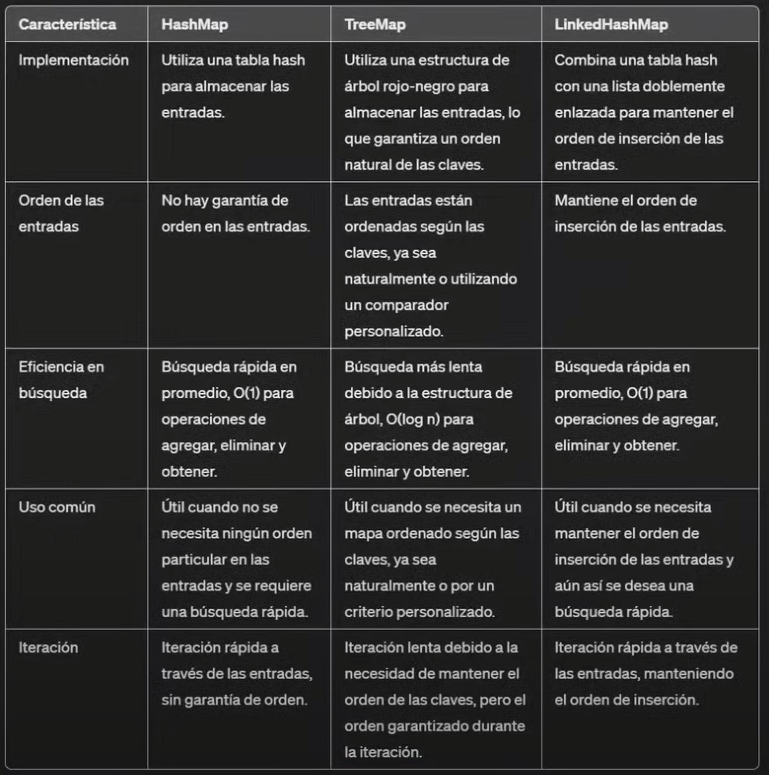 Característica
HashMap
TreeMap
LinkedHashMap
Implementación
Utiliza una tabla hash
para almacenar las
entradas.
Utiliza una estructura de
árbol rojo-negro para
almacenar las entradas, lo
que garantiza un orden
natural de las claves.
Combina una tabla hash
con una lista doblemente
enlazada para mantener el
orden de inserción de las
entradas.
Orden de las
entradas
No hay garantía de
orden en las entradas.
Las entradas están
ordenadas según las
claves, ya sea
naturalmente o utilizando
un comparador
personalizado.
Mantiene el orden de
inserción de las entradas.
Eficiencia en
búsqueda
Búsqueda rápida en
promedio, O(1) para
operaciones de
agregar, eliminar y
obtener.
Búsqueda más lenta
debido a la estructura de
árbol, O(log n) para
operaciones de agregar,
eliminar y obtener.
Búsqueda rápida en
promedio, O(1) para
operaciones de agregar,
eliminar y obtener.
Uso común
Útil cuando no se
necesita ningún orden
particular en las
entradas y se requiere
una búsqueda rápida.
Útil cuando se necesita un
mapa ordenado según las
claves, ya sea
naturalmente o por un
criterio personalizado.
Útil cuando se necesita
mantener el orden de
inserción de las entradas y
aún así se desea una
búsqueda rápida.
Iteración
Iteración rápida a
través de las entradas,
sin garantía de orden.
Iteración lenta debido a la
necesidad de mantener el
orden de las claves, pero el
orden garantizado durante
la iteración.
Iteración rápida a través de
las entradas, manteniendo
el orden de inserción.